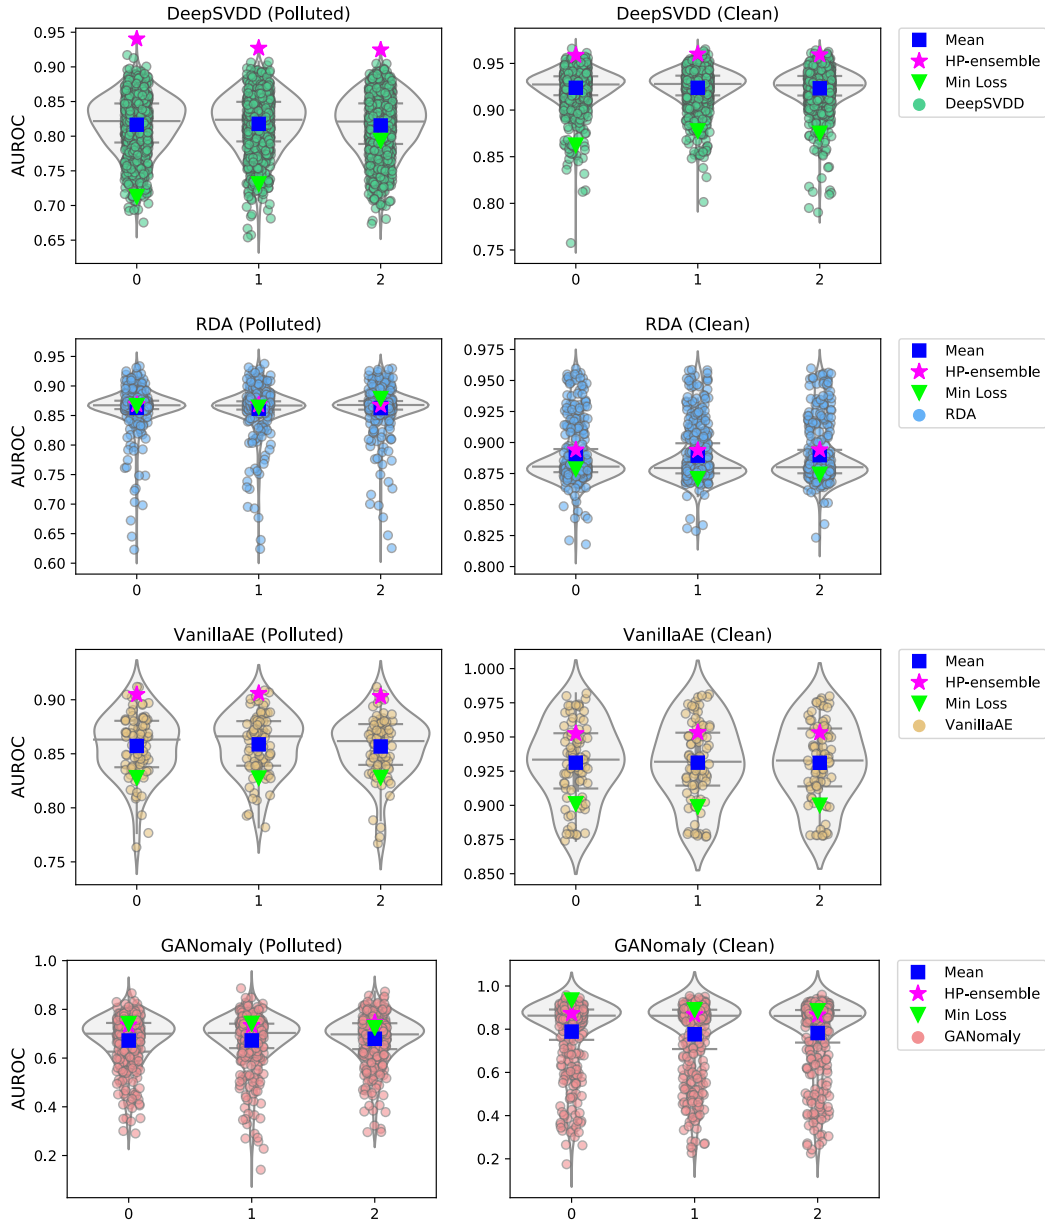 DeepSVDD (Polluted)
DeepSVDD (Clean)
AUROC
0.95
0.90
0.85
0.80
0.75
0.70
0.65
0 1 2
0.95
0.90
0.85
0.80
0.75
0 1 2
Mean
HP-ensemble
Min Loss
DeepSVDD
RDA (Polluted)
RDA (Clean)
AUROC
0.95
0.90
0.85
0.80
0.75
0.70
0.65
0.60
0 1 2
0.975
0.950
0.925
0.900
0.875
0.850
0.825
0.800
0 1 2
Mean
HP-ensemble
Min Loss
RDA
VanillaAE (Polluted)
VanillaAE (Clean)
AUROC
0.90
0.85
0.80
0.75
0 1 2
1.000
0.975
0.950
0.925
0.900
0.875
0.850
0 1 2
Mean
HP-ensemble
Min Loss
VanillaAE
GANomaly (Polluted)
GANomaly (Clean)
AUROC
1.0
0.8
0.6
0.4
0.2
0 1 2
1.0
0.8
0.6
0.4
0.2
0 1 2
Mean
HP-ensemble
Min Loss
GANomaly